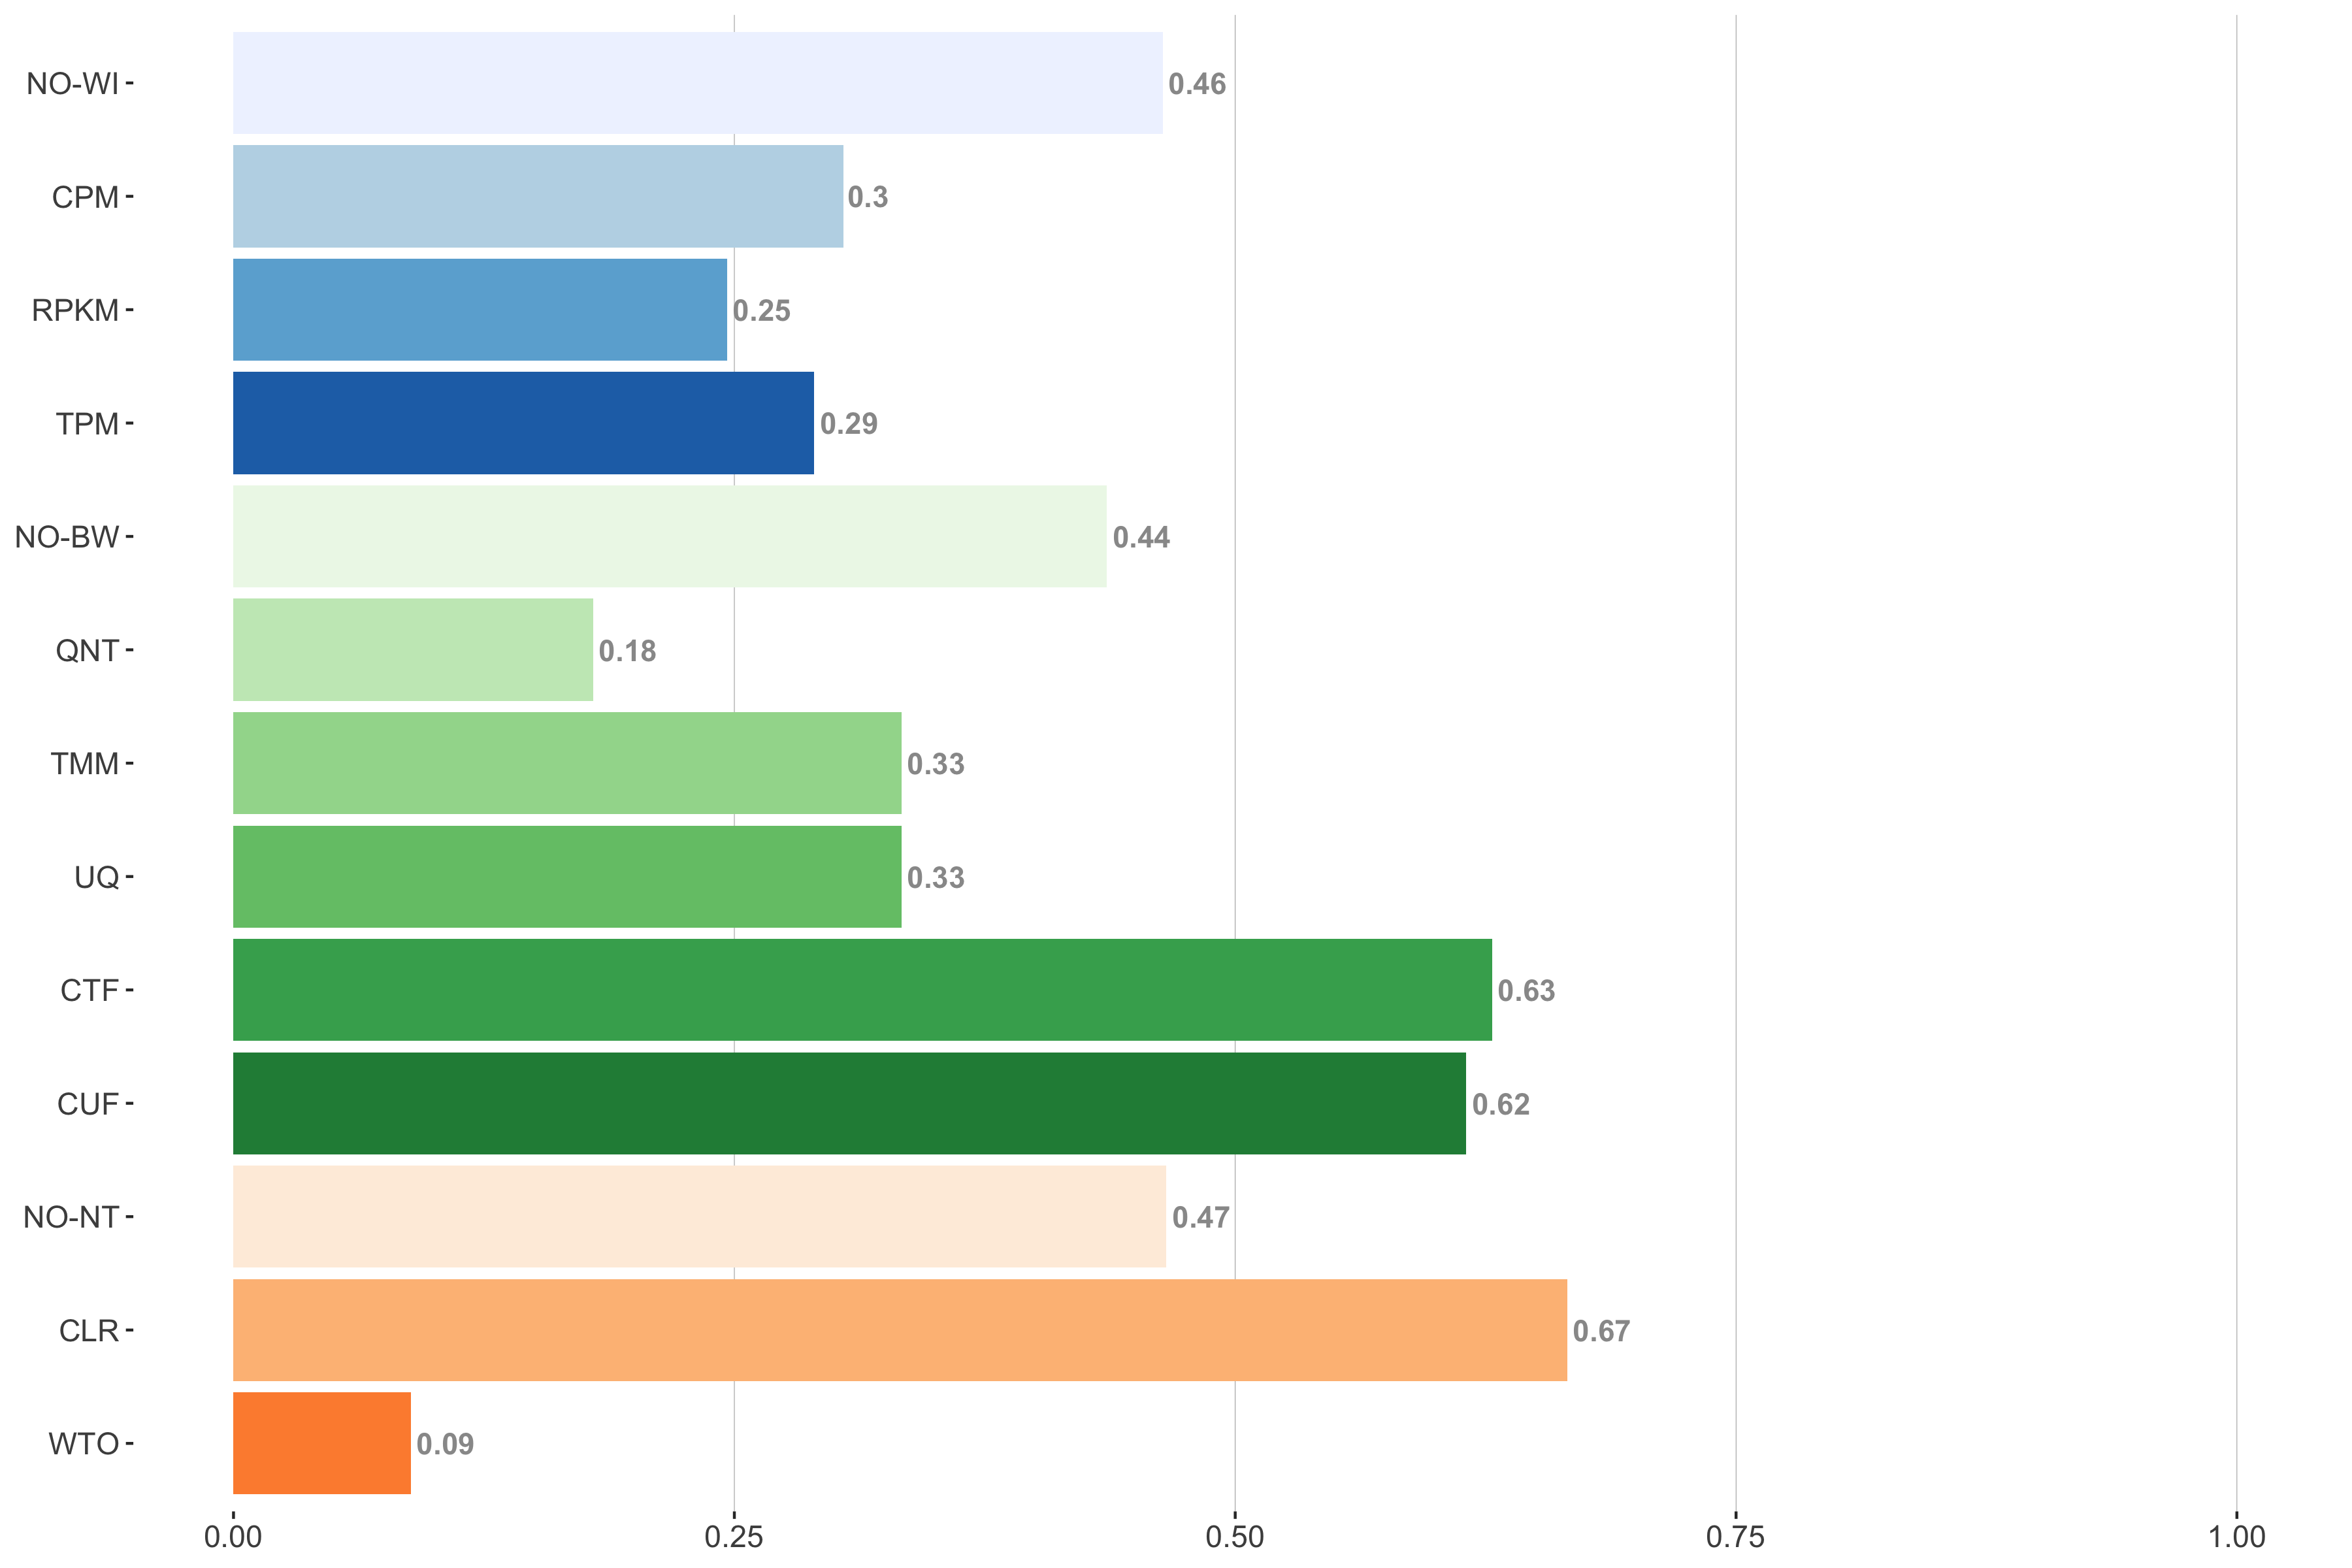 NO-WI 0.46
CPM 0.3
RPKM 0.25
TPM 0.29
NO-BW 0.44
QNT 0.18
TMM 0.33
UQ 0.33
CTF 0.63
CUF 0.62
NO-NT 0.47
CLR 0.67
WTO 0.09
0.00 0.25 0.50 0.75 1.00